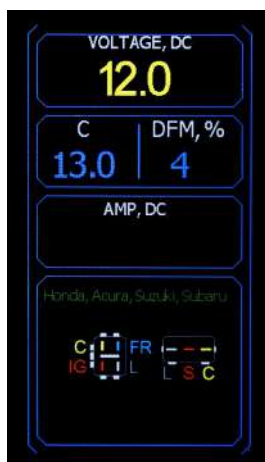 VOLTAGE, DC
12.0
C DFM, %
13.0 4
AMP, DC
Honda, Acura, Suzuki, Subaru
C FR
IG L
L S C